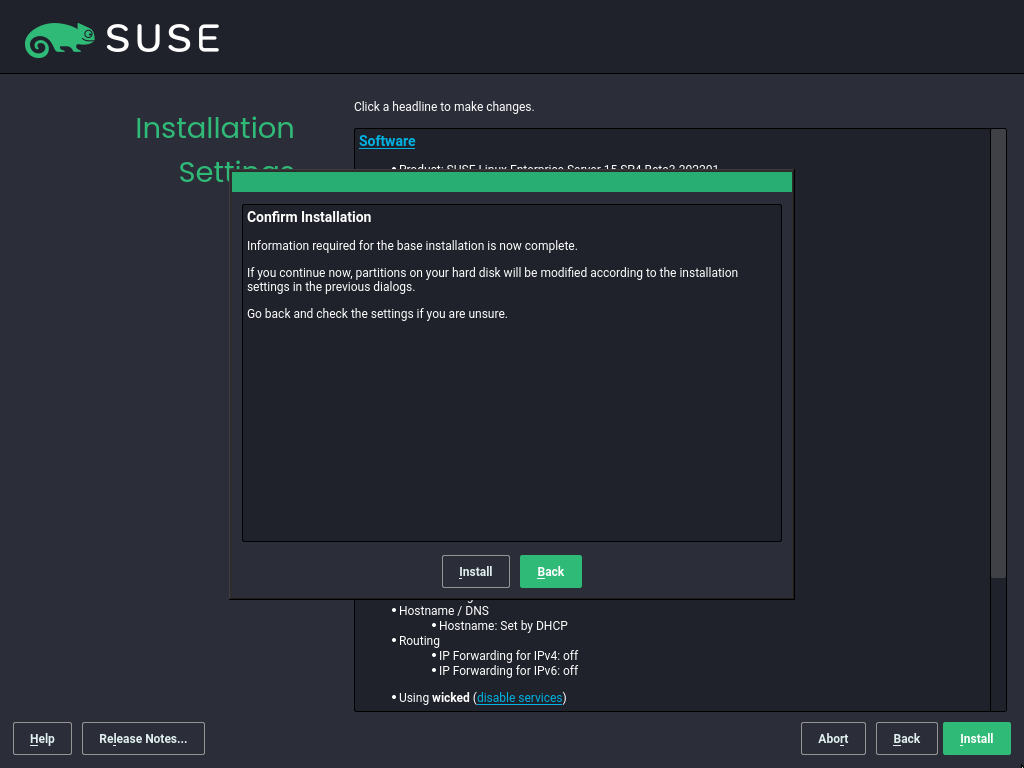 SUSE
Click a headline to make changes.
Installation
Settings
Software
• Product: SUSE Linux Enterprise Server 15 SP4 Beta2 202201
Confirm Installation
Information required for the base installation is now complete.
If you continue now, partitions on your hard disk will be modified according to the installation
settings in the previous dialogs.
Go back and check the settings if you are unsure.
Install
Back
• Hostname / DNS
• Hostname: Set by DHCP
• Routing
• IP Forwarding for IPv4: off
• IP Forwarding for IPv6: off
• Using wicked (disable services)
Help
Release Notes...
Abort
Back
Install